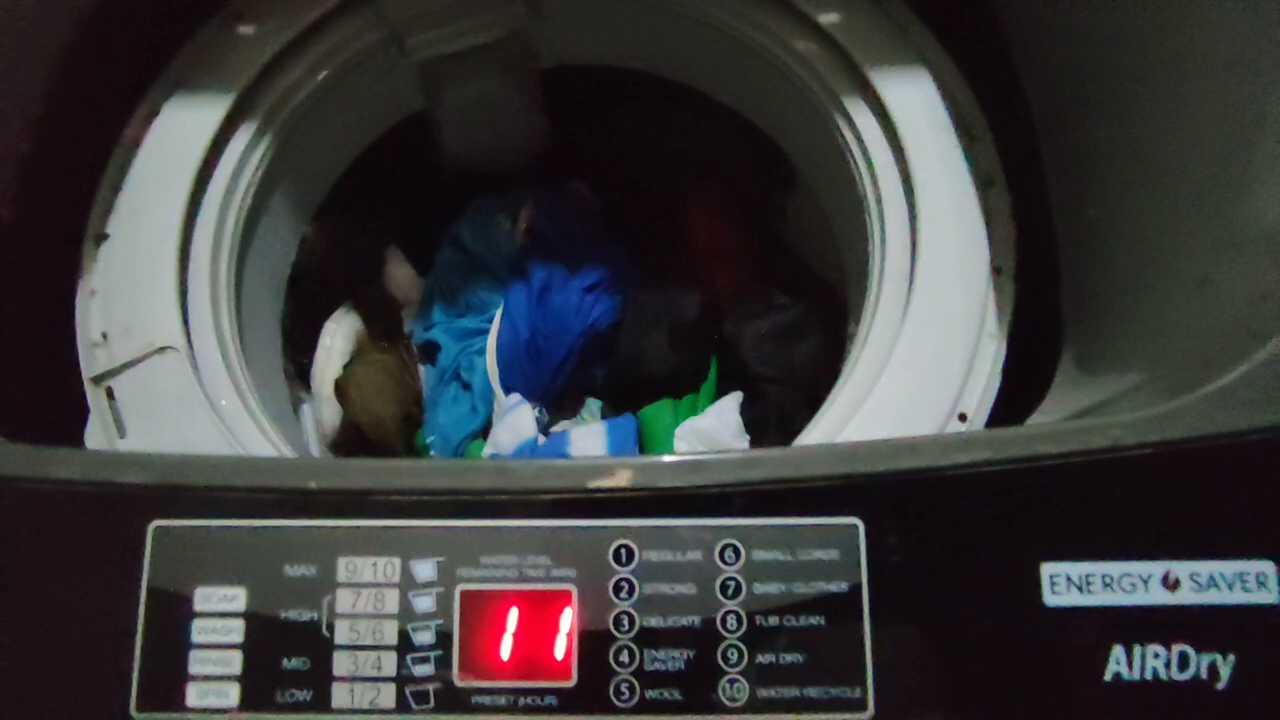 SOAK
WASH
RINSE
SPIN
MAX 9/10
HIGH 7/8
5/6
MID 3/4
LOW 1/2
WATER LEVEL
REMAINING TIME (MIN)
11
PRESET (HOUR)
1 REGULAR
2 STRONG
3 DELICATE
4 ENERGY
SAVER
5 WOOL
6 SMALL LOADS
7 BABY CLOTHES
8 TUB CLEAN
9 AIR DRY
10 WATER RECYCLE
ENERGY SAVER
AIRDry